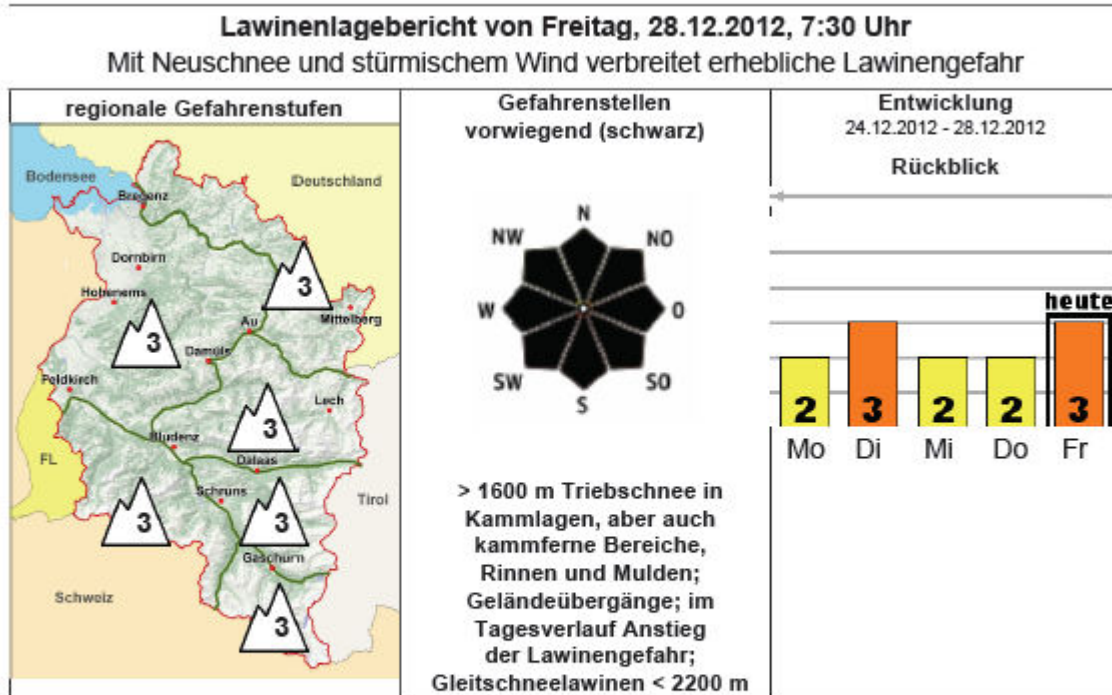 Lawinenlagebericht von Freitag, 28.12.2012, 7:30 Uhr
Mit Neuschnee und stürmischem Wind verbreitet erhebliche Lawinengefahr
regionale Gefahrenstufen
Bodensee
Deutschland
Bregenz
Dornbirn
Hohenems
3
Mittelberg
3
Au
Damüls
Feldkirch
Lech
3
Bludenz
FL
Dalaas
Schruns
Tirol
3
3
Gaschurn
Schweiz
3
Gefahrenstellen
vorwiegend (schwarz)
N
NW
NO
W
O
SW
SO
S
> 1600 m Triebschnee in
Kammlagen, aber auch
kammferne Bereiche,
Rinnen und Mulden;
Geländeübergänge; im
Tagesverlauf Anstieg
der Lawinengefahr;
Gleitschneelawinen < 2200 m
Entwicklung
24.12.2012 - 28.12.2012
Rückblick
heute
2 3 2 2 3
Mo Di Mi Do Fr